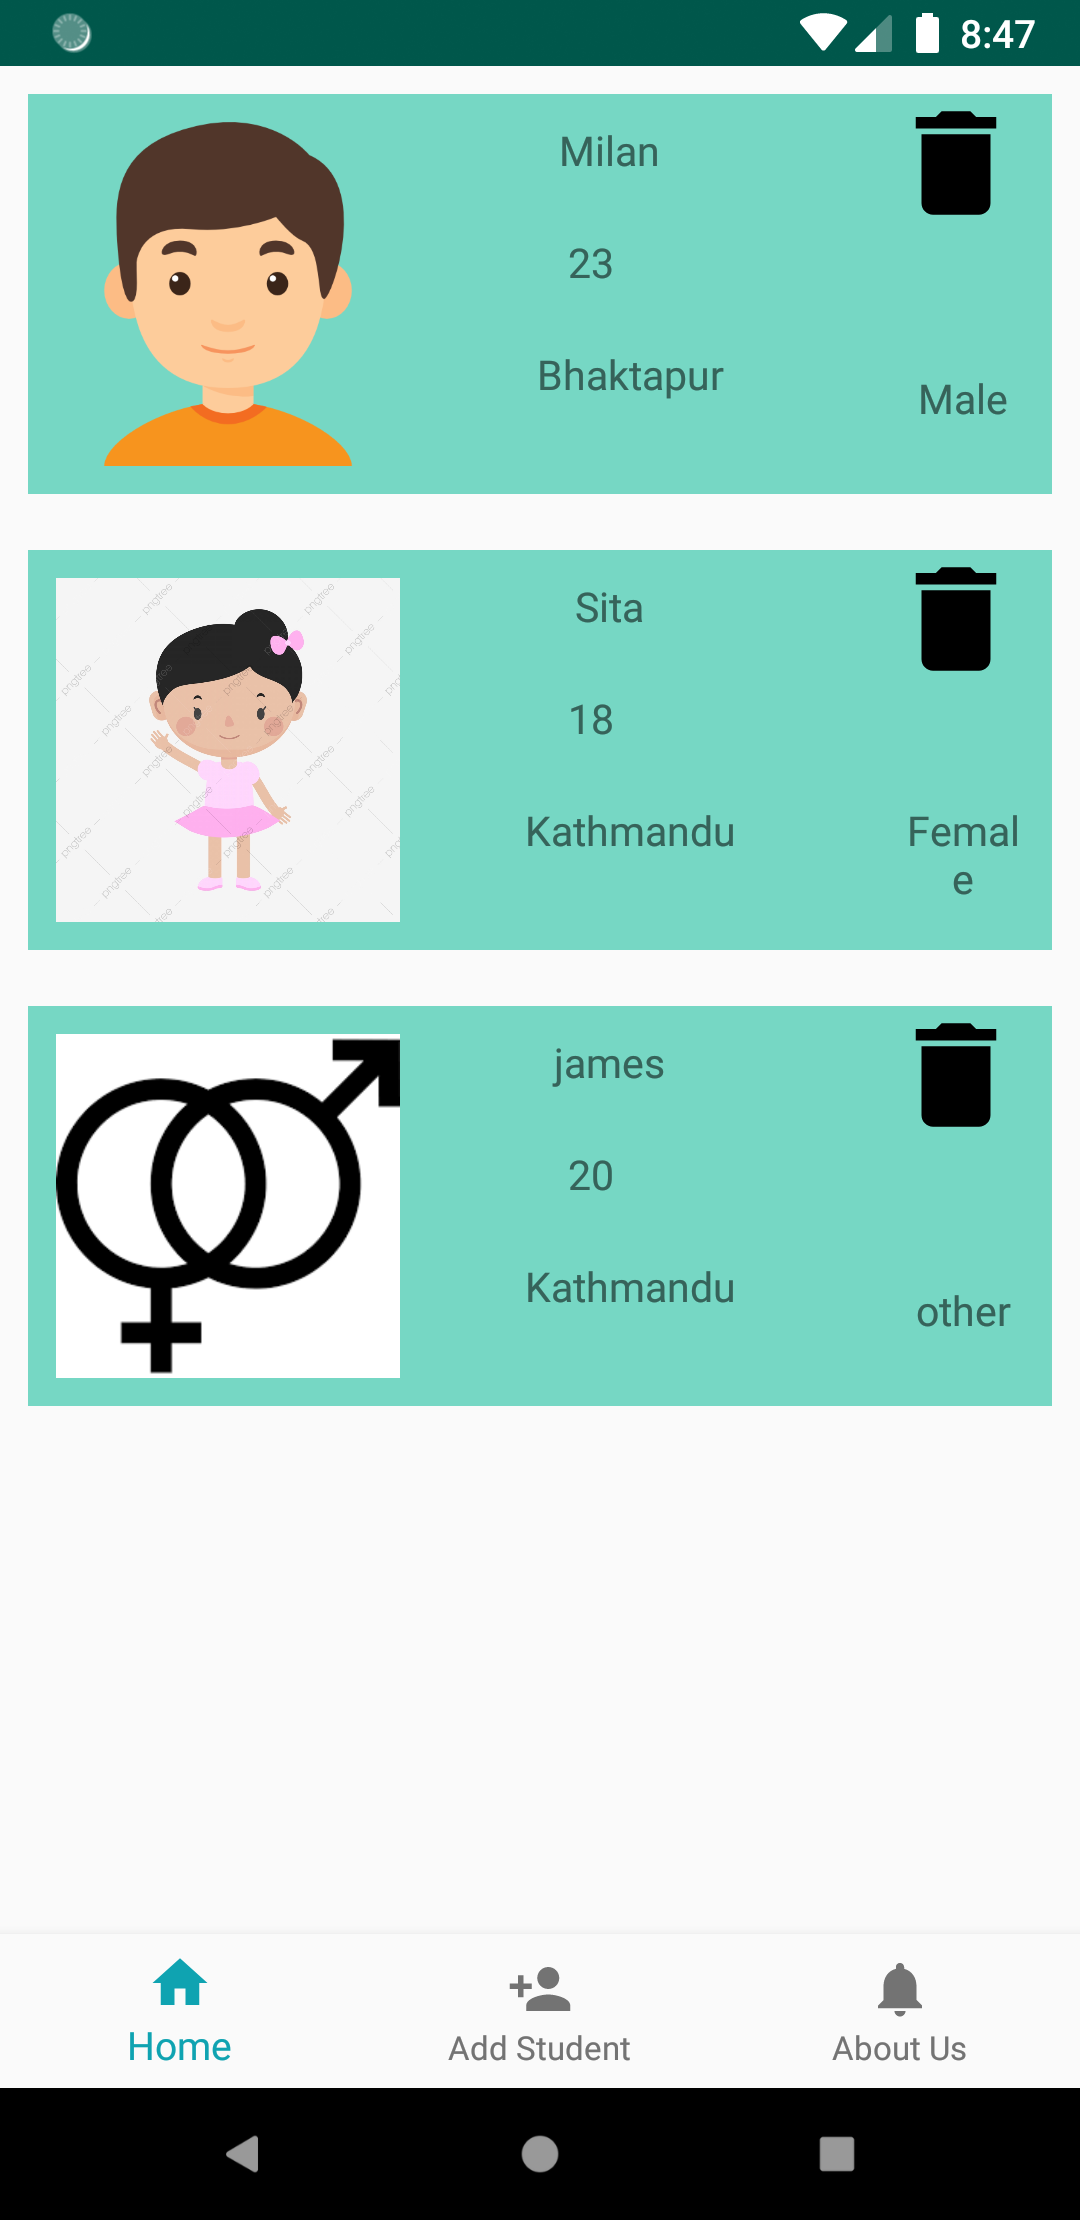 8:47
Milan
23
Bhaktapur
Male
Sita
18
Kathmandu
Femal
e
pngtree
james
20
Kathmandu
other
Home
Add Student
About Us